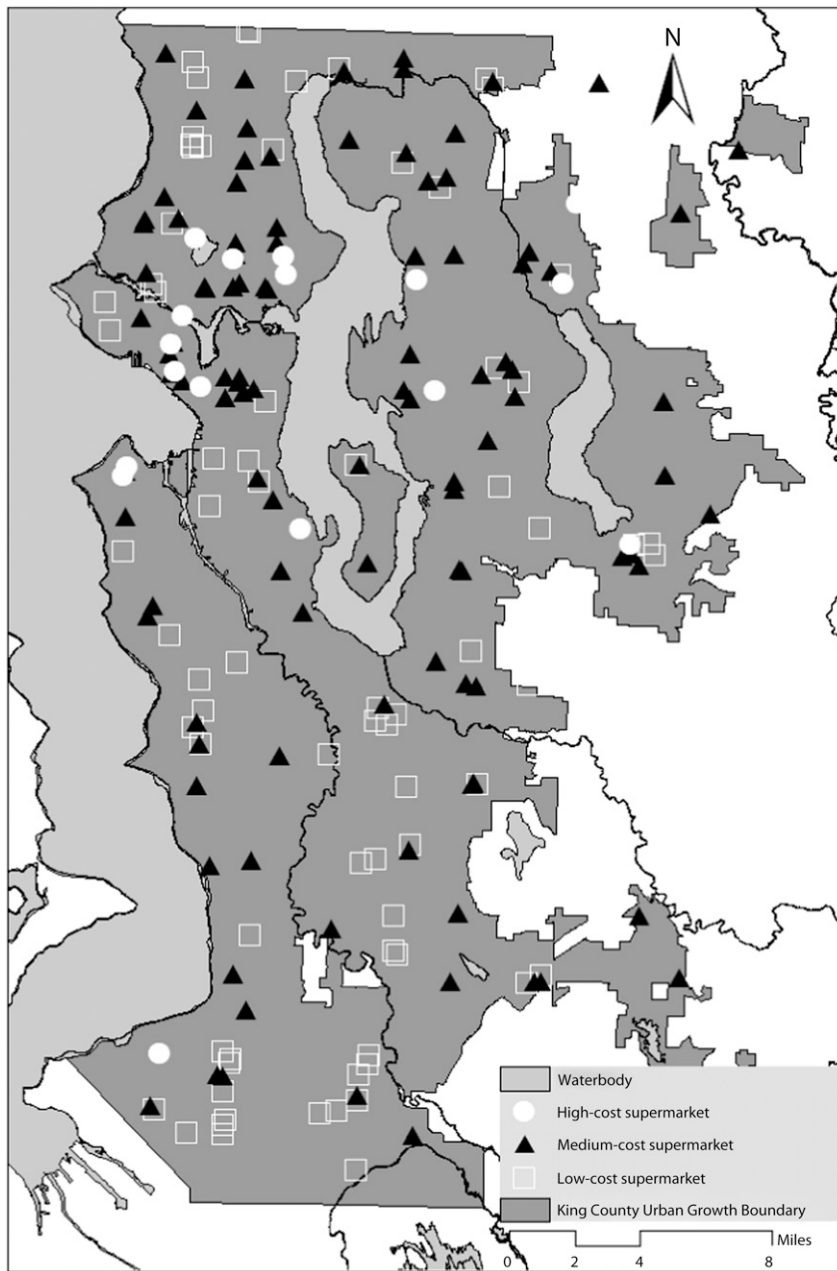 N
Waterbody
High-cost supermarket
Medium-cost supermarket
Low-cost supermarket
King County Urban Growth Boundary
Miles
0 2 4 8